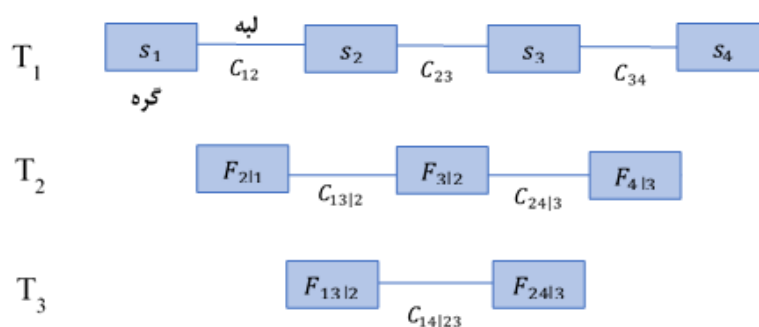 لبه
T₁ s₁ s₂ s₃ s₄
C₁₂ C₂₃ C₃₄
گره
T₂ F₂|₁ F₃|₂ F₄|₃
C₁₃|₂ C₂₄|₃
T₃ F₁₃|₂ F₂₄|₃
C₁₄|₂₃